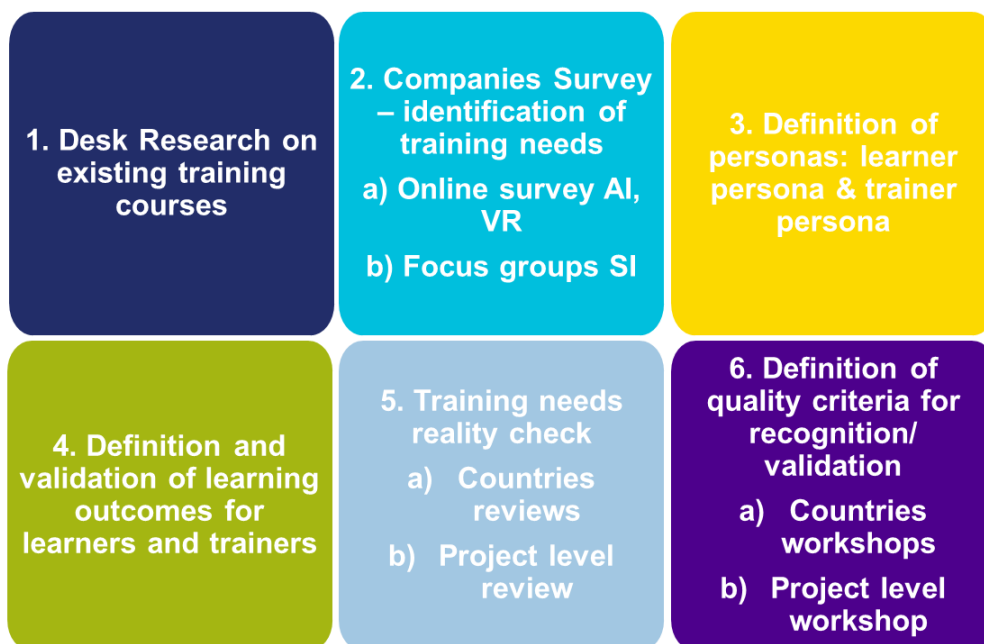 1. Desk Research on
existing training
courses
2. Companies Survey
– identification of
training needs
a) Online survey AI,
VR
b) Focus groups SI
3. Definition of
personas: learner
persona & trainer
persona
4. Definition and
validation of learning
outcomes for
learners and trainers
5. Training needs
reality check
a) Countries
reviews
b) Project level
review
6. Definition of
quality criteria for
recognition/
validation
a) Countries
workshops
b) Project level
workshop